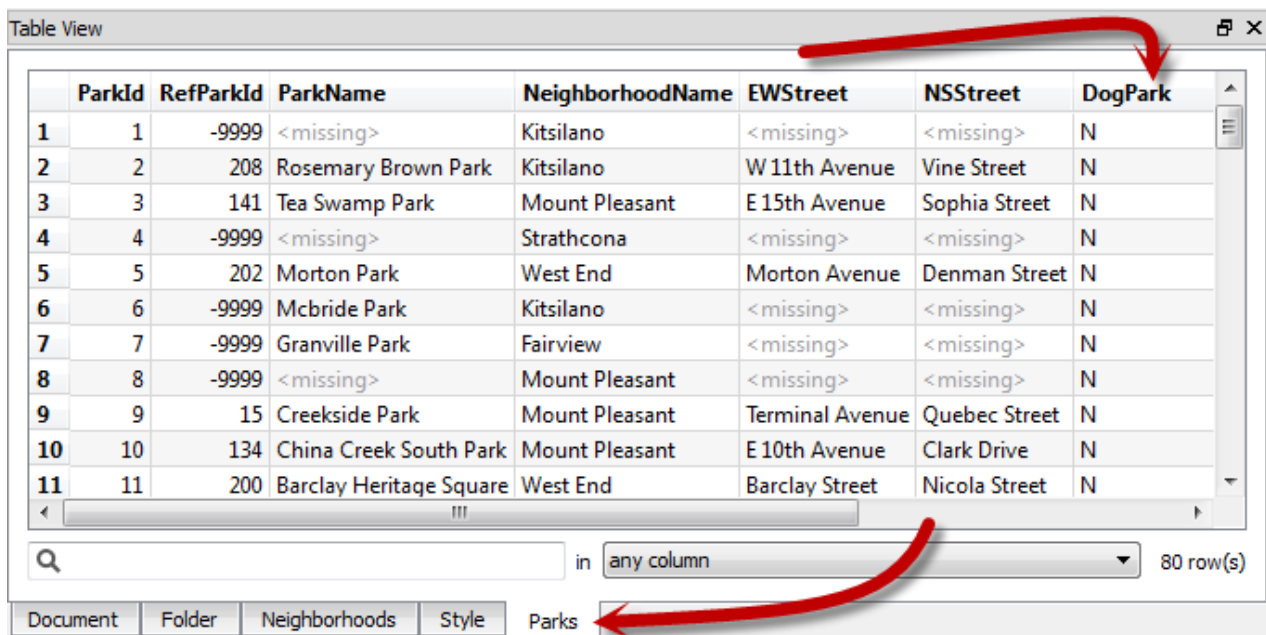 Table View
ParkId RefParkId ParkName NeighborhoodName EWStreet NSStreet DogPark
1 1 -9999 <missing> Kitsilano <missing> <missing> N
2 2 208 Rosemary Brown Park Kitsilano W 11th Avenue Vine Street N
3 3 141 Tea Swamp Park Mount Pleasant E 15th Avenue Sophia Street N
4 4 -9999 <missing> Strathcona <missing> <missing> N
5 5 202 Morton Park West End Morton Avenue Denman Street N
6 6 -9999 Mcbride Park Kitsilano <missing> <missing> N
7 7 -9999 Granville Park Fairview <missing> <missing> N
8 8 -9999 <missing> Mount Pleasant <missing> <missing> N
9 9 15 Creekside Park Mount Pleasant Terminal Avenue Quebec Street N
10 10 134 China Creek South Park Mount Pleasant E 10th Avenue Clark Drive N
11 11 200 Barclay Heritage Square West End Barclay Street Nicola Street N
in any column 80 row(s)
Document Folder Neighborhoods Style Parks